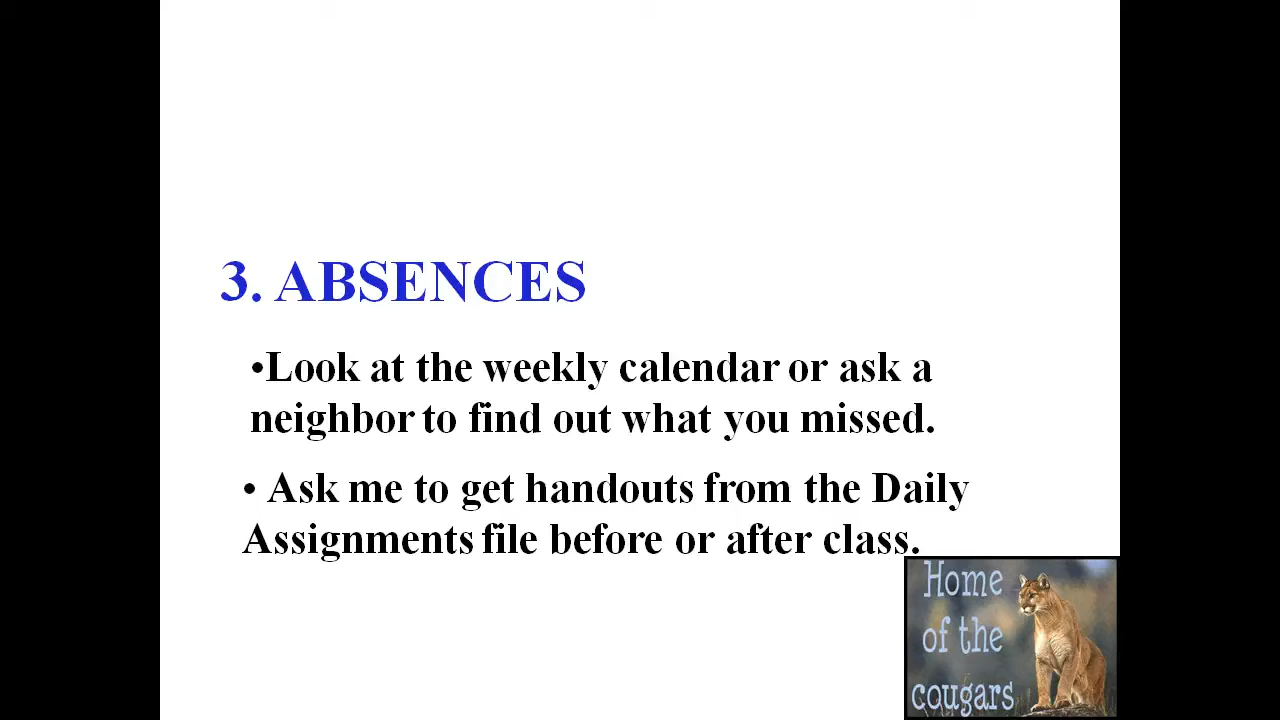 3. ABSENCES
•Look at the weekly calendar or ask a
neighbor to find out what you missed.
• Ask me to get handouts from the Daily
Assignments file before or after class.
Home
of the
cougars